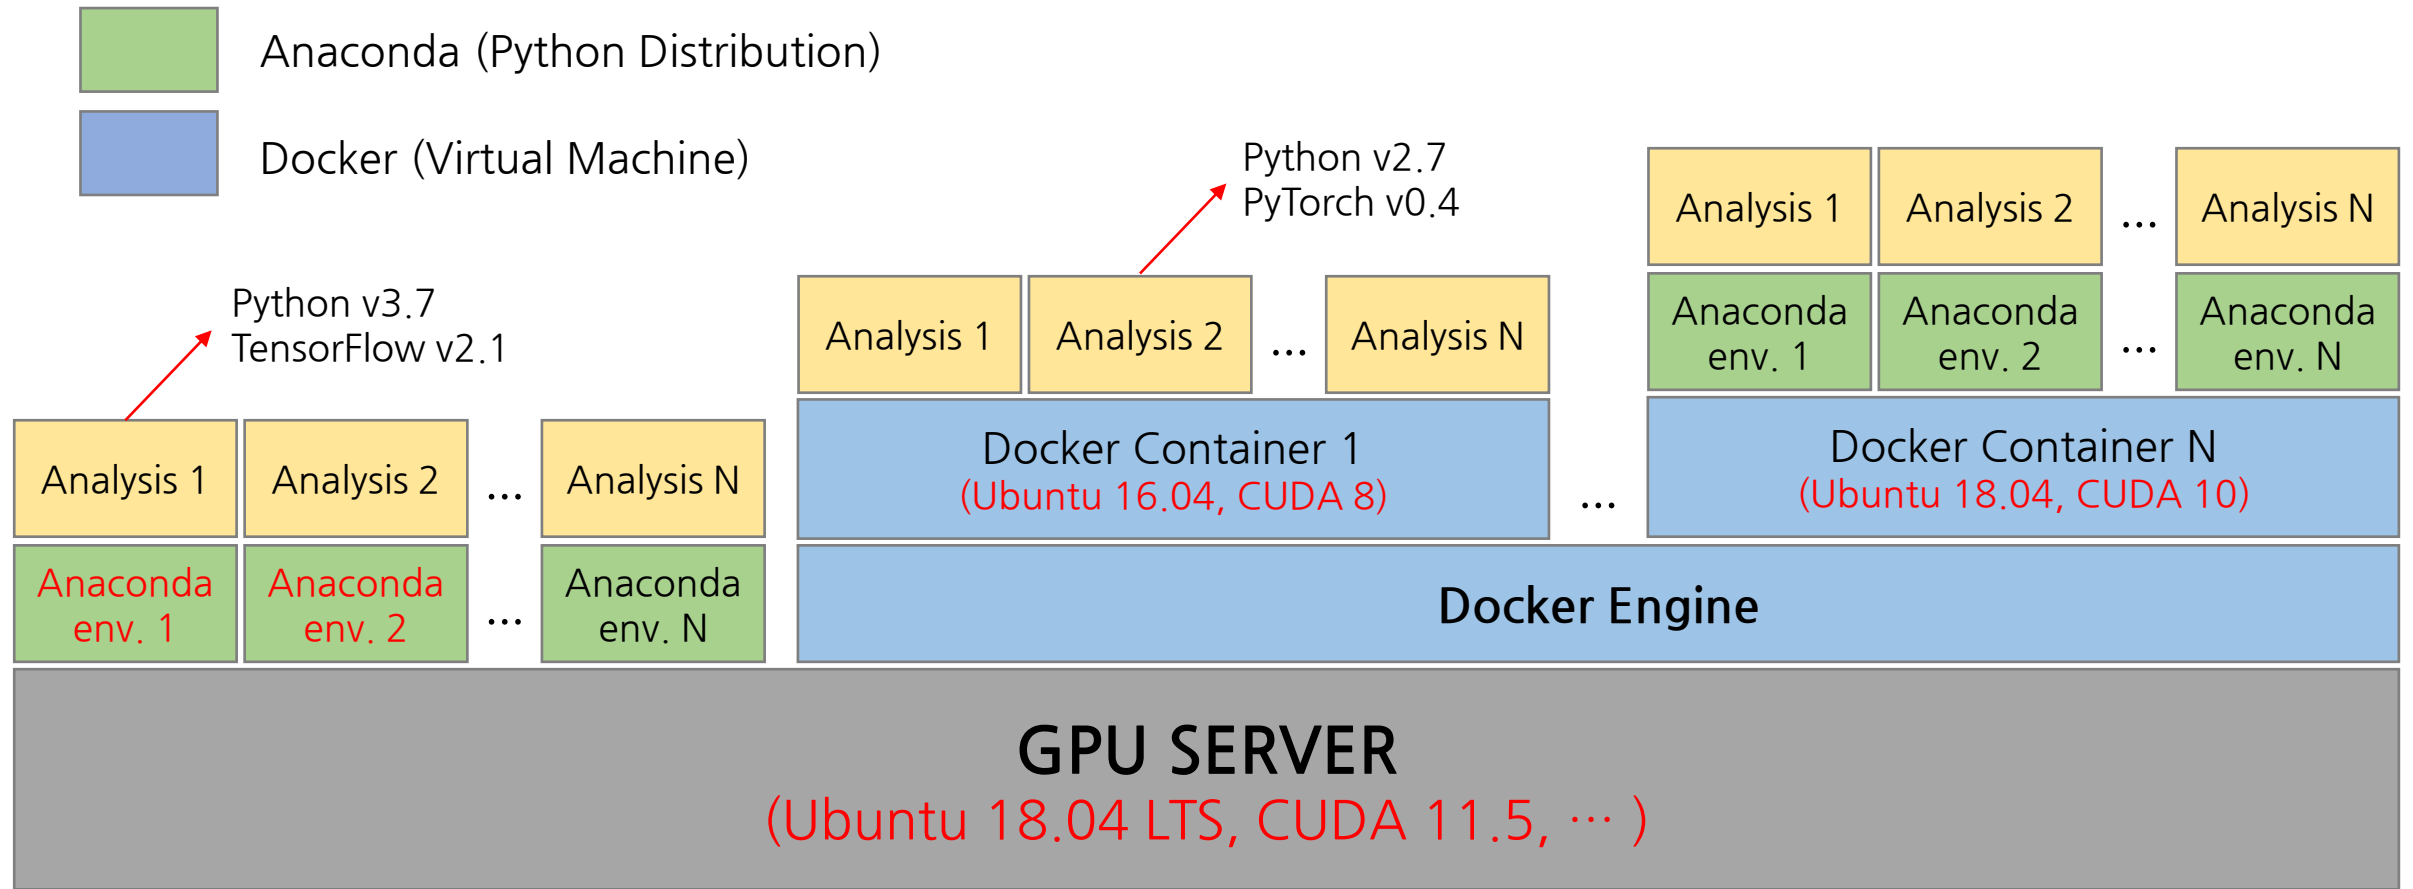 Anaconda (Python Distribution)
Docker (Virtual Machine)
Python v3.7
TensorFlow v2.1
Analysis 1
Analysis 2
...
Analysis N
Anaconda
env. 1
Anaconda
env. 2
...
Anaconda
env. N
Python v2.7
PyTorch v0.4
Analysis 1
Analysis 2
...
Analysis N
Docker Container 1
(Ubuntu 16.04, CUDA 8)
...
Analysis 1
Analysis 2
...
Analysis N
Anaconda
env. 1
Anaconda
env. 2
...
Anaconda
env. N
Docker Container N
(Ubuntu 18.04, CUDA 10)
Docker Engine
GPU SERVER
(Ubuntu 18.04 LTS, CUDA 11.5, ⋯ )